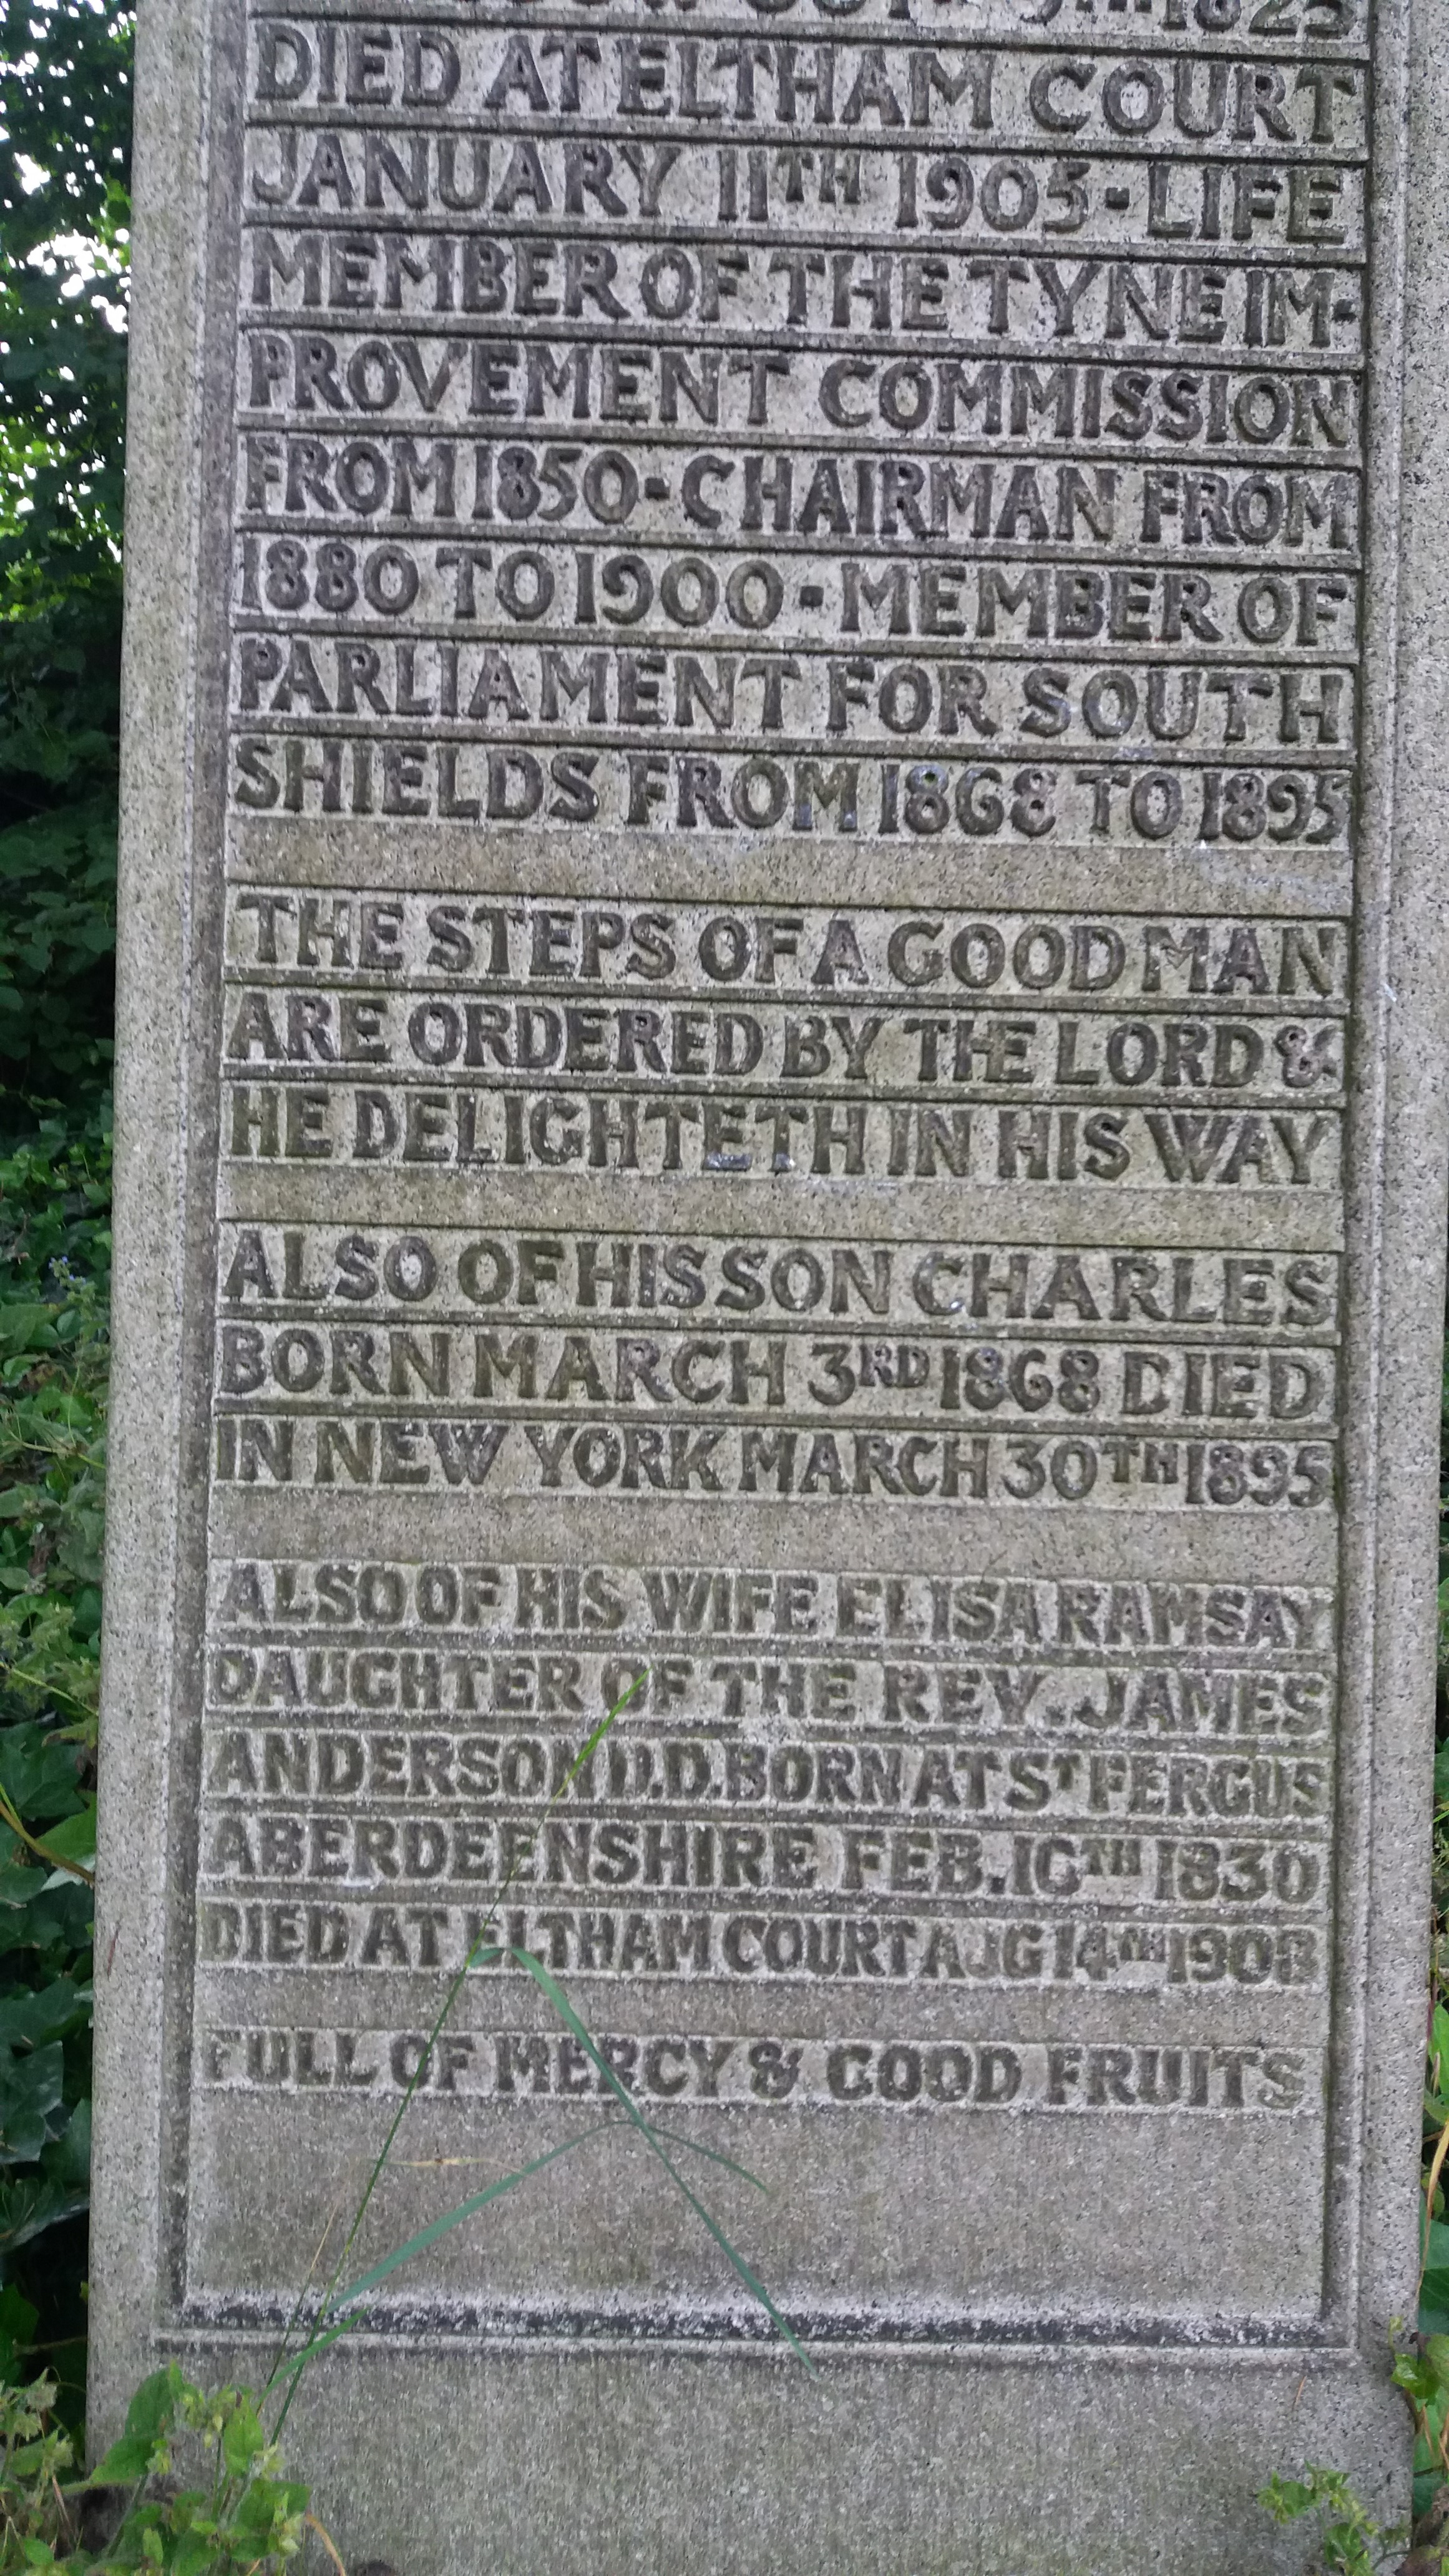 1825
DIED AT ELTHAM COURT
JANUARY 11TH 1905-LIFE
MEMBER OF THE TYNE IM-
PROVEMENT COMMISSION
FROM 1850-CHAIRMAN FROM
1880 TO 1900-MEMBER OF
PARLIAMENT FOR SOUTH
SHIELDS FROM 1868 TO 1895
THE STEPS OF A GOOD MAN
ARE ORDERED BY THE LORD &
HE DELIGHTETH IN HIS WAY
ALSO OF HIS SON CHARLES
BORN MARCH 3RD 1868 DIED
IN NEW YORK MARCH 30TH 1895
ALSO OF HIS WIFE ELISA RAMSAY
DAUGHTER OF THE REV. JAMES
ANDERSON D.D. BORN AT ST FERGUS
ABERDEENSHIRE FEB. 16TH 1830
DIED AT ELTHAM COURT AUG 14TH 1908
FULL OF MERCY & GOOD FRUITS